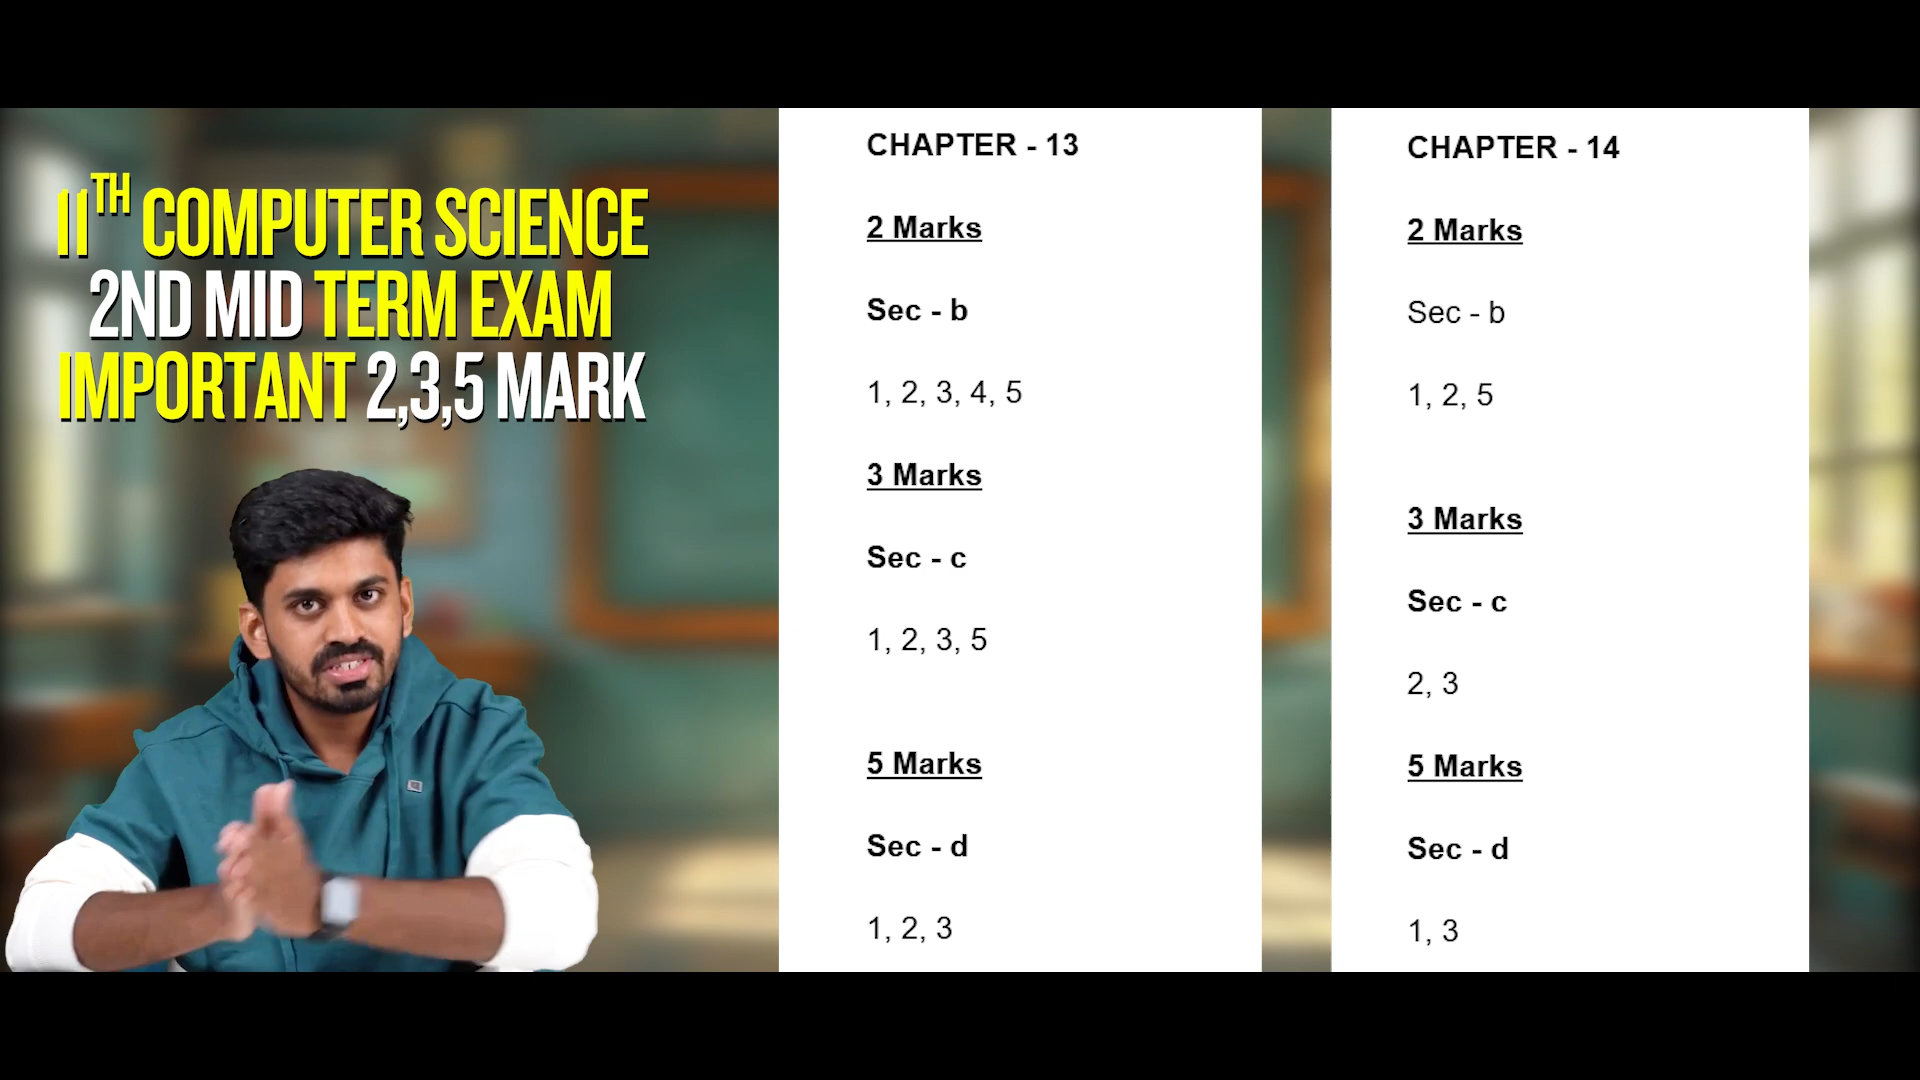 11TH COMPUTER SCIENCE
2ND MID TERM EXAM
IMPORTANT 2,3,5 MARK
CHAPTER - 13
2 Marks
Sec - b
1, 2, 3, 4, 5
3 Marks
Sec - c
1, 2, 3, 5
5 Marks
Sec - d
1, 2, 3
CHAPTER - 14
2 Marks
Sec - b
1, 2, 5
3 Marks
Sec - c
2, 3
5 Marks
Sec - d
1, 3